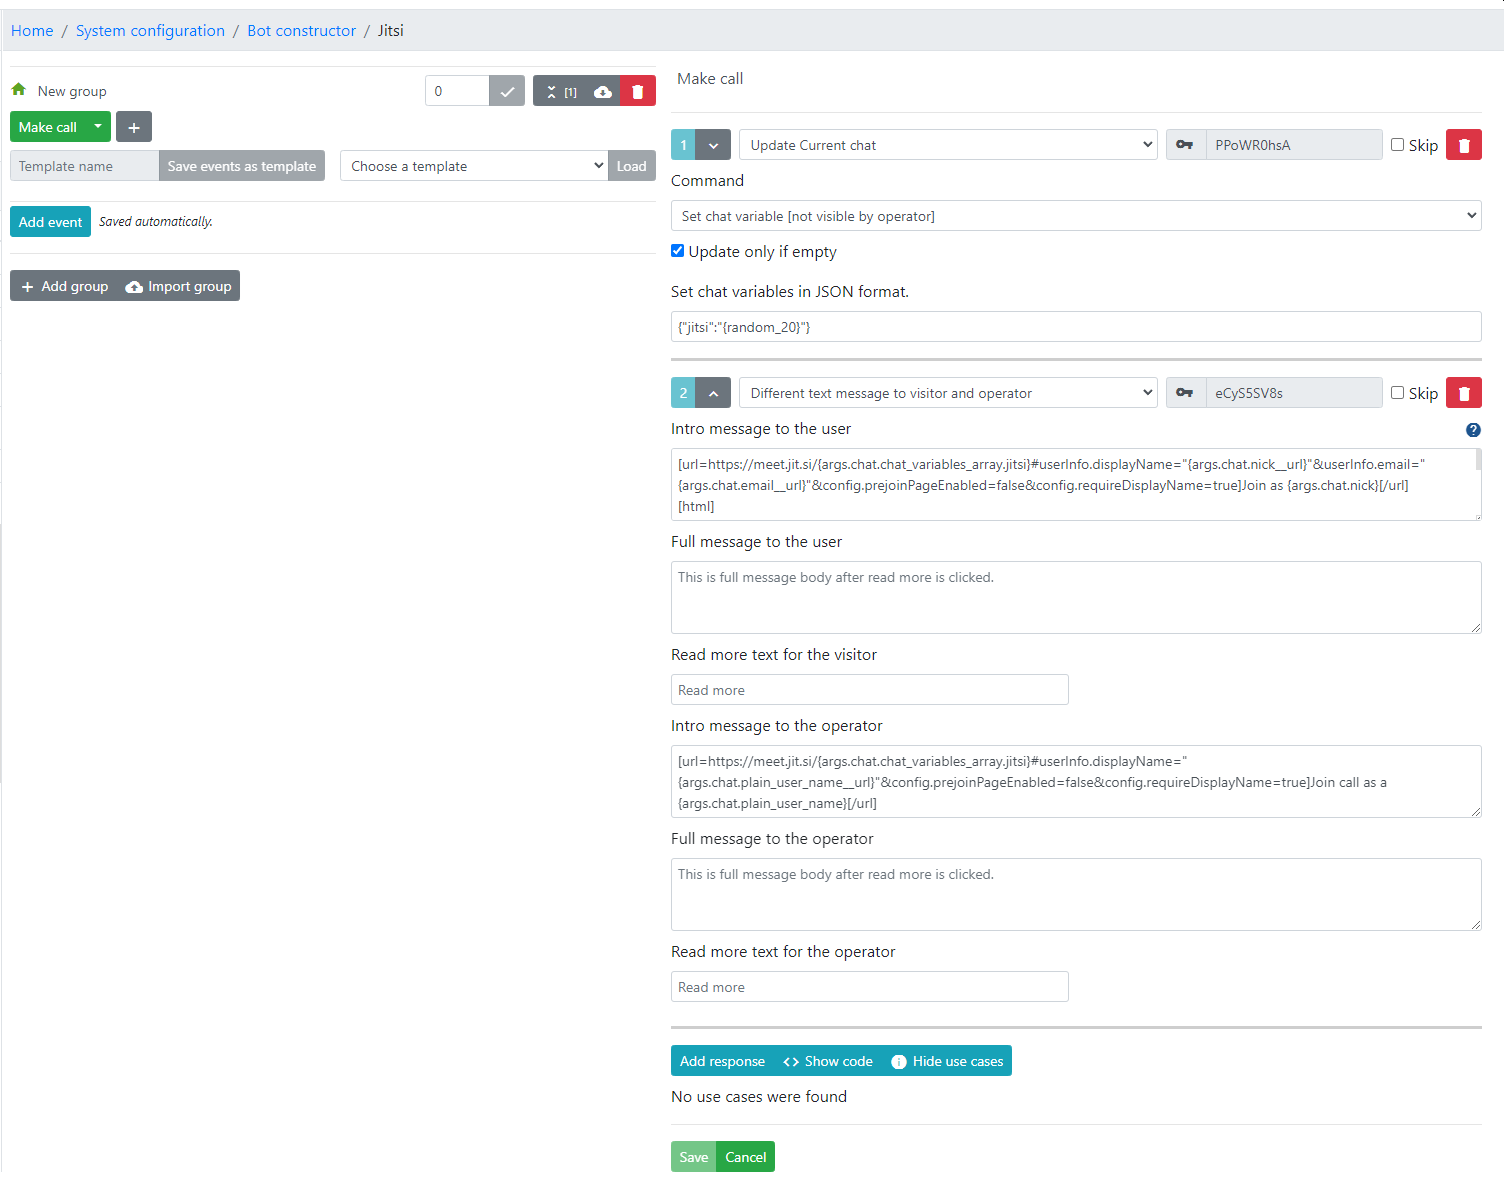 Home / System configuration / Bot constructor / Jitsi
New group
0
[1]
Make call
Template name
Save events as template
Choose a template
Load
Add event
Saved automatically.
Add group
Import group
Make call
1
Update Current chat
PPoWR0hsA
Skip
Command
Set chat variable [not visible by operator]
Update only if empty
Set chat variables in JSON format.
{"jitsi":"{random_20}"}
2
Different text message to visitor and operator
eCyS5SV8s
Skip
Intro message to the user
[url=https://meet.jit.si/{args.chat.chat_variables_array.jitsi}#userInfo.displayName="{args.chat.nick__url}"&userInfo.email="
{args.chat.email__url}"&config.prejoinPageEnabled=false&config.requireDisplayName=true]Join as {args.chat.nick}[/url]
[html]
Full message to the user
This is full message body after read more is clicked.
Read more text for the visitor
Read more
Intro message to the operator
[url=https://meet.jit.si/{args.chat.chat_variables_array.jitsi}#userInfo.displayName="
{args.chat.plain_user_name__url}"&config.prejoinPageEnabled=false&config.requireDisplayName=true]Join call as a
{args.chat.plain_user_name}[/url]
Full message to the operator
This is full message body after read more is clicked.
Read more text for the operator
Read more
Add response
Show code
Hide use cases
No use cases were found
Save
Cancel